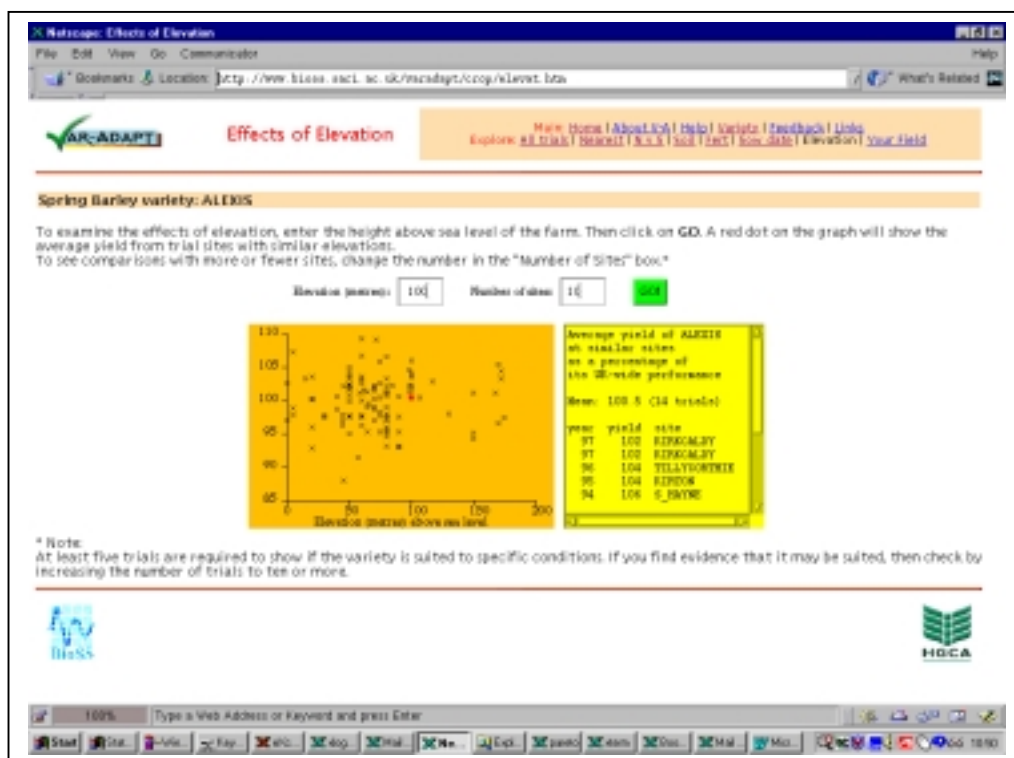 Netscape: Effects of Elevation
File Edit View Go Communicator Help
Bookmarks Location: http://www.bioss.sari.ac.uk/varadapt/crop/elevat.htm What's Related
VAR-ADAPT
Effects of Elevation
Main: Home | About V-A | Help | Variety | Feedback | Links
Explore: All trials | Nearest | N < S | Soil | Fert | Sow date | Elevation | Your Field
Spring Barley variety: ALEXIS
To examine the effects of elevation, enter the height above sea level of the farm. Then click on GO. A red dot on the graph will show the
average yield from trial sites with similar elevations.
To see comparisons with more or fewer sites, change the number in the "Number of Sites" box.*
Elevation (metres): 100 Number of sites: 10 GO!
110
105
100
95
90
85
0 50 100 150 200
Elevation (metres) above sea level
Average yield of ALEXIS
at similar sites
as a percentage of
its UK-wide performance
Mean: 100.5 (14 trials)
year yield site
97 102 KIRKCALDY
97 102 KIRKCALDY
96 104 TILLYCORTHIE
95 104 RIPON
94 106 S_HAYNE
* Note:
At least five trials are required to show if the variety is suited to specific conditions. If you find evidence that it may be suited, then check by
increasing the number of trials to ten or more.
BioSS
HGCA
100% Type a Web Address or Keyword and press Enter
Start Ne... Expl... Mail... 18:50